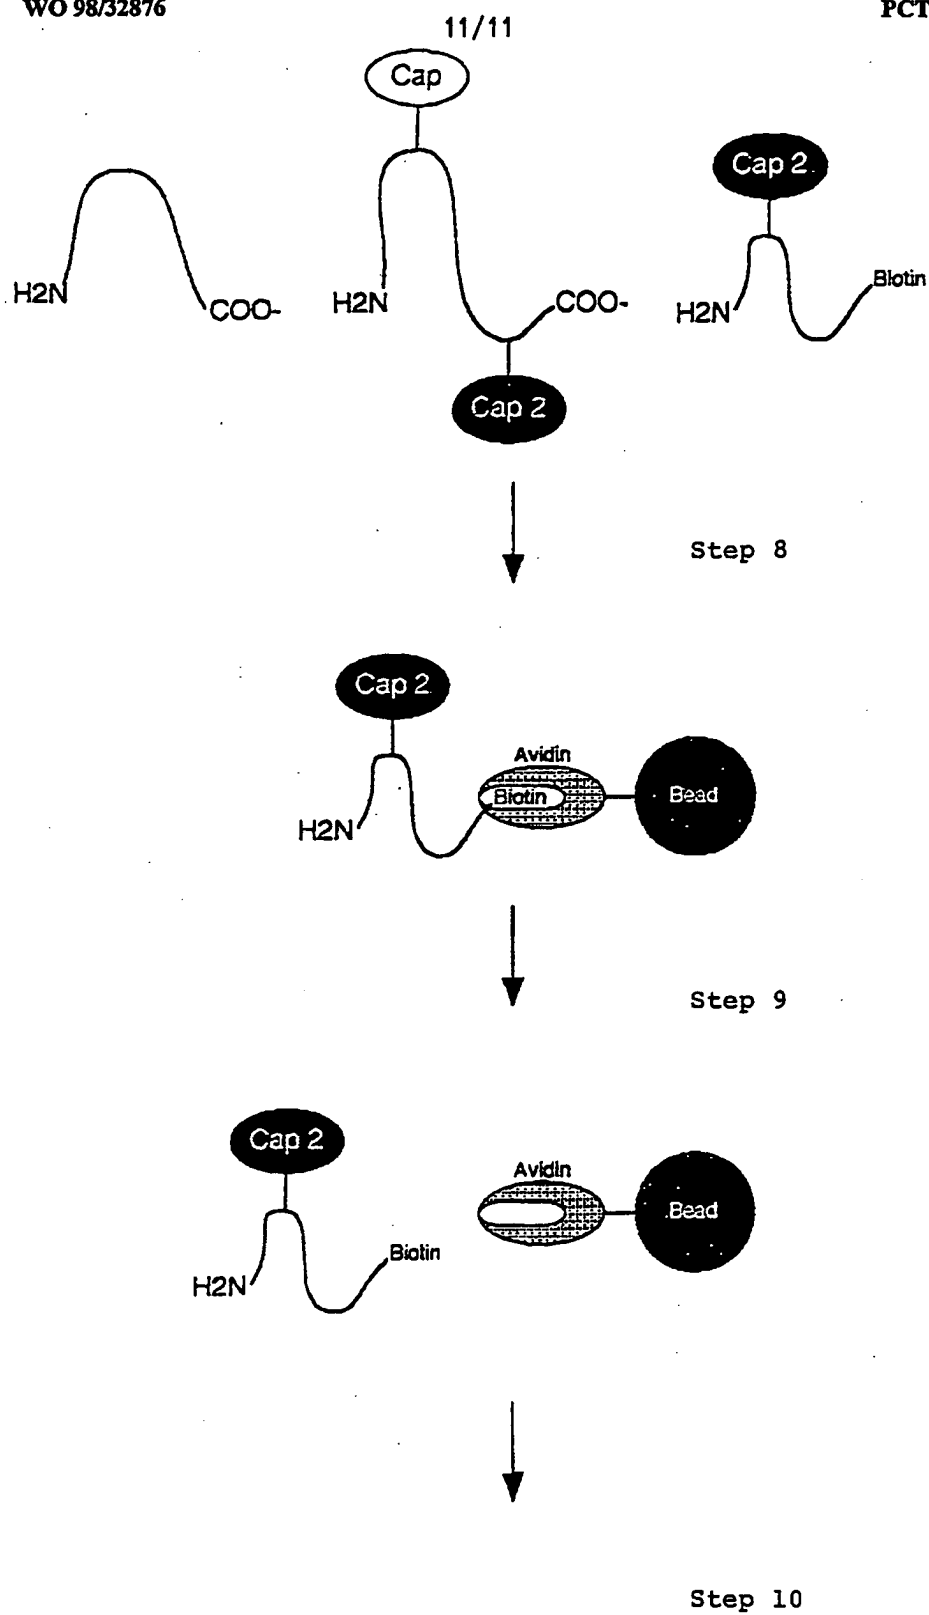 WO 98/32876
PCT
11/11
Cap
Cap 2
H2N
COO-
H2N
COO-
H2N
Biotin
Cap 2
Step 8
Cap 2
Avidin
Biotin
Bead
H2N
Step 9
Cap 2
Avidin
Bead
Biotin
H2N
Step 10